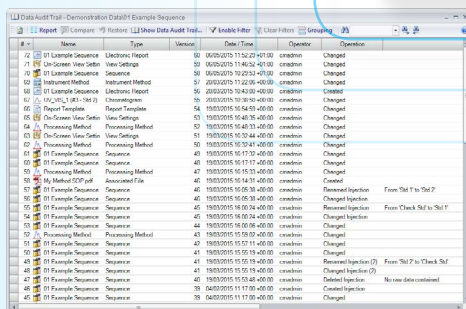 Data Audit Trail - Demonstration Data\01 Example Sequence
Report Compare Restore Show Data Audit Trail... Enable Filter Clear Filters Grouping
# Name Type Version Date / Time Operator Operation
72 01 Example Sequence Electronic Report 60 06/05/2015 11:52:29 +01:00 cmadmin Changed
71 On-Screen View Settin View Settings 59 06/05/2015 11:46:52 +01:00 cmadmin Changed
70 01 Example Sequence Sequence 58 06/05/2015 10:29:53 +01:00 cmadmin Changed
69 Instrument Method Instrument Method 57 20/03/2015 11:22:06 +00:00 cmadmin Changed
68 01 Example Sequence Electronic Report 56 20/03/2015 10:43:00 +00:00 cmadmin Created
67 UV_VIS_1 (#3 - Std 2) Chromatogram 55 20/03/2015 10:38:50 +00:00 cmadmin Changed
66 Report Template Report Template 54 19/03/2015 16:54:59 +00:00 cmadmin Changed
65 On-Screen View Settin View Settings 53 19/03/2015 16:48:35 +00:00 cmadmin Changed
64 Processing Method Processing Method 52 19/03/2015 16:48:33 +00:00 cmadmin Changed
63 On-Screen View Settin View Settings 51 19/03/2015 16:32:44 +00:00 cmadmin Changed
62 Processing Method Processing Method 50 19/03/2015 16:32:41 +00:00 cmadmin Changed
61 01 Example Sequence Sequence 49 19/03/2015 16:17:32 +00:00 cmadmin Changed
60 01 Example Sequence Sequence 48 19/03/2015 16:17:17 +00:00 cmadmin Changed
59 Processing Method Processing Method 47 19/03/2015 16:15:33 +00:00 cmadmin Changed
58 My Method SOP.pdf Associated File 46 19/03/2015 16:14:31 +00:00 cmadmin Created
57 01 Example Sequence Sequence 46 19/03/2015 16:05:38 +00:00 cmadmin Renamed Injection From 'Std 1' to 'Std 2'
56 01 Example Sequence Sequence 46 19/03/2015 16:05:38 +00:00 cmadmin Changed Injection
55 01 Example Sequence Sequence 45 19/03/2015 16:00:24 +00:00 cmadmin Renamed Injection From 'Check Std' to 'Std 1'
54 01 Example Sequence Sequence 45 19/03/2015 16:00:24 +00:00 cmadmin Changed Injection
53 01 Example Sequence Sequence 44 19/03/2015 16:00:06 +00:00 cmadmin Changed
52 Processing Method Processing Method 43 19/03/2015 15:59:02 +00:00 cmadmin Changed
51 01 Example Sequence Sequence 42 19/03/2015 15:57:11 +00:00 cmadmin Changed
50 01 Example Sequence Sequence 41 19/03/2015 15:55:19 +00:00 cmadmin Changed
49 01 Example Sequence Sequence 41 19/03/2015 15:55:19 +00:00 cmadmin Renamed Injection (2) From 'Std 2' to 'Check Std'
48 01 Example Sequence Sequence 41 19/03/2015 15:55:19 +00:00 cmadmin Changed Injection (2)
47 01 Example Sequence Sequence 40 19/03/2015 15:53:48 +00:00 cmadmin Deleted Injection No raw data contained
46 01 Example Sequence Sequence 39 04/02/2015 11:17:00 +00:00 cmadmin Created Injection
45 01 Example Sequence Sequence 39 04/02/2015 11:17:00 +00:00 cmadmin Changed